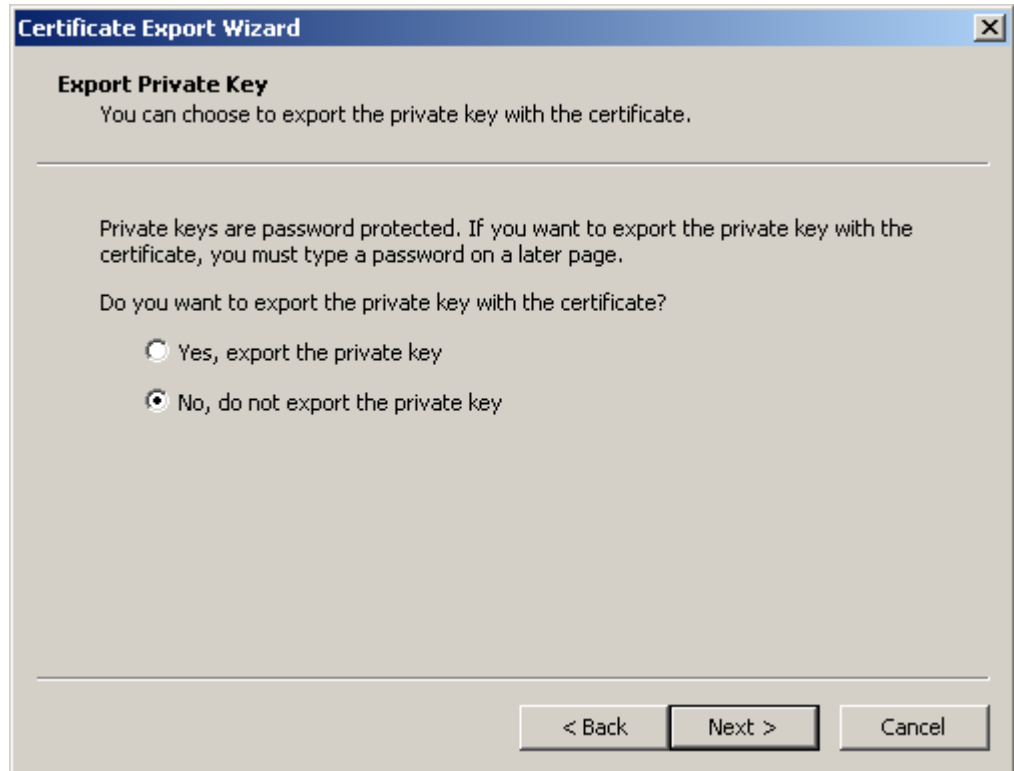 Certificate Export Wizard
Export Private Key
You can choose to export the private key with the certificate.
Private keys are password protected. If you want to export the private key with the
certificate, you must type a password on a later page.
Do you want to export the private key with the certificate?
Yes, export the private key
No, do not export the private key
< Back
Next >
Cancel